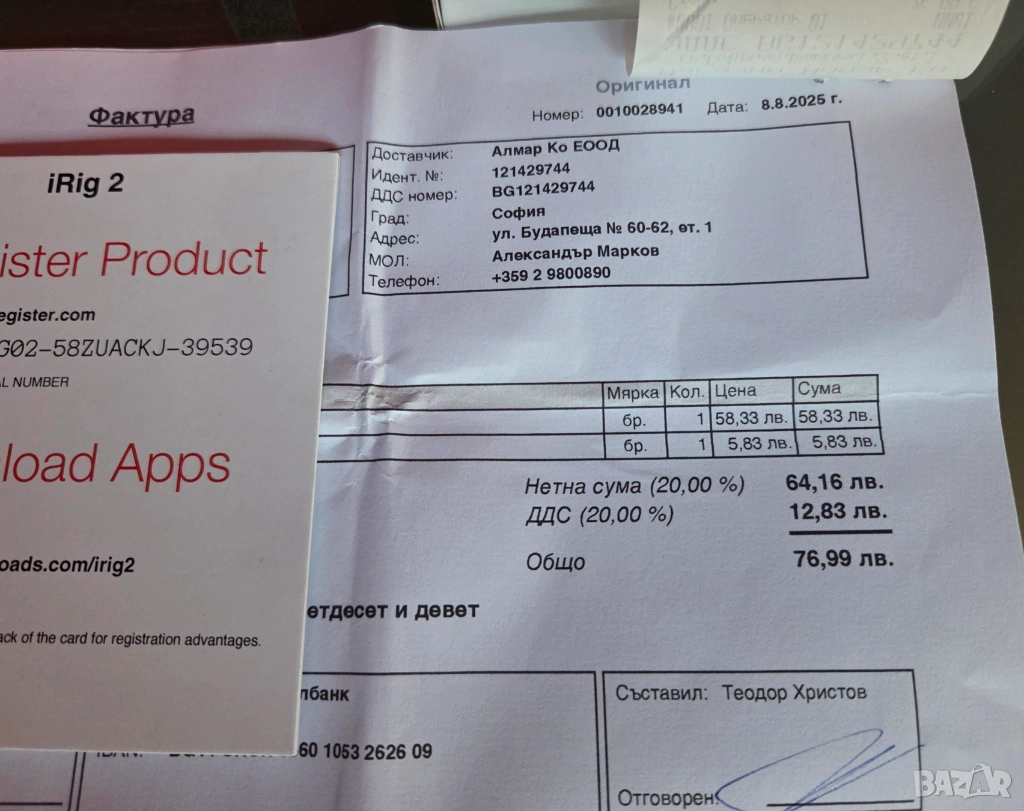 Оператор 01 0001
BG121429744
Оригинал
Фактура
Номер: 0010028941 Дата: 8.8.2025 г.
Доставчик: Алмар Ко ЕООД
Идент. №: 121429744
ДДС номер: BG121429744
Град: София
Адрес: ул. Будапеща № 60-62, ет. 1
МОЛ: Александър Марков
Телефон: +359 2 9800890
iRig 2
ister Product
egister.com
G02-58ZUACKJ-39539
L NUMBER
load Apps
oads.com/irig2
ack of the card for registration advantages.
Мярка Кол. Цена Сума
бр. 1 58,33 лв. 58,33 лв.
бр. 1 5,83 лв. 5,83 лв.
Нетна сума (20,00 %) 64,16 лв.
ДДС (20,00 %) 12,83 лв.
Общо 76,99 лв.
етдесет и девет
лбанк
60 1053 2626 09
Съставил: Теодор Христов
Отговорен:
BAZAR